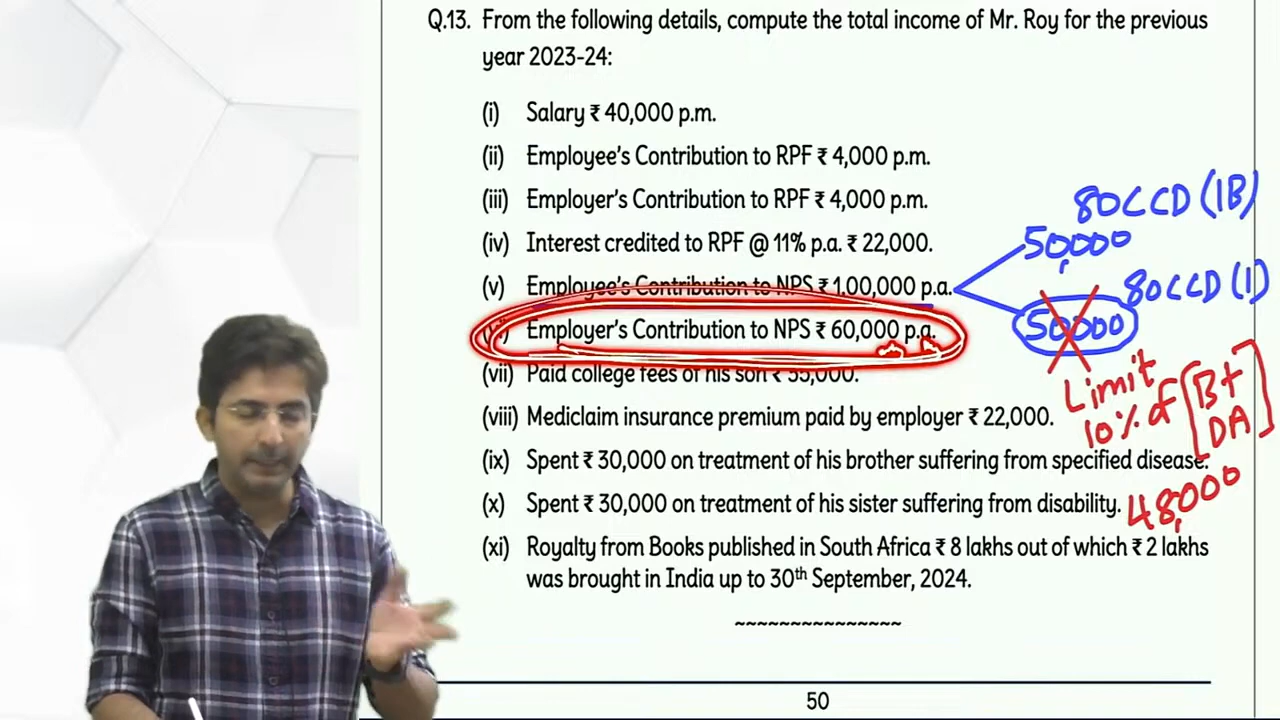 Q.13. From the following details, compute the total income of Mr. Roy for the previous
year 2023-24:
(i) Salary ₹ 40,000 p.m.
(ii) Employee's Contribution to RPF ₹ 4,000 p.m.
(iii) Employer's Contribution to RPF ₹ 4,000 p.m.
(iv) Interest credited to RPF @ 11% p.a. ₹ 22,000.
(v) Employee's Contribution to NPS ₹ 1,00,000 p.a.
Employer's Contribution to NPS ₹ 60,000 p.a.
(vii) Paid college fees of his son ₹ 55,000.
(viii) Mediclaim insurance premium paid by employer ₹ 22,000.
(ix) Spent ₹ 30,000 on treatment of his brother suffering from specified disease.
(x) Spent ₹ 30,000 on treatment of his sister suffering from disability.
(xi) Royalty from Books published in South Africa ₹ 8 lakhs out of which ₹ 2 lakhs
was brought in India up to 30th September, 2024.
80CCD (1B)
50,000
80CCD (1)
50000
Limit
10% of [B+
DA]
48,000
50